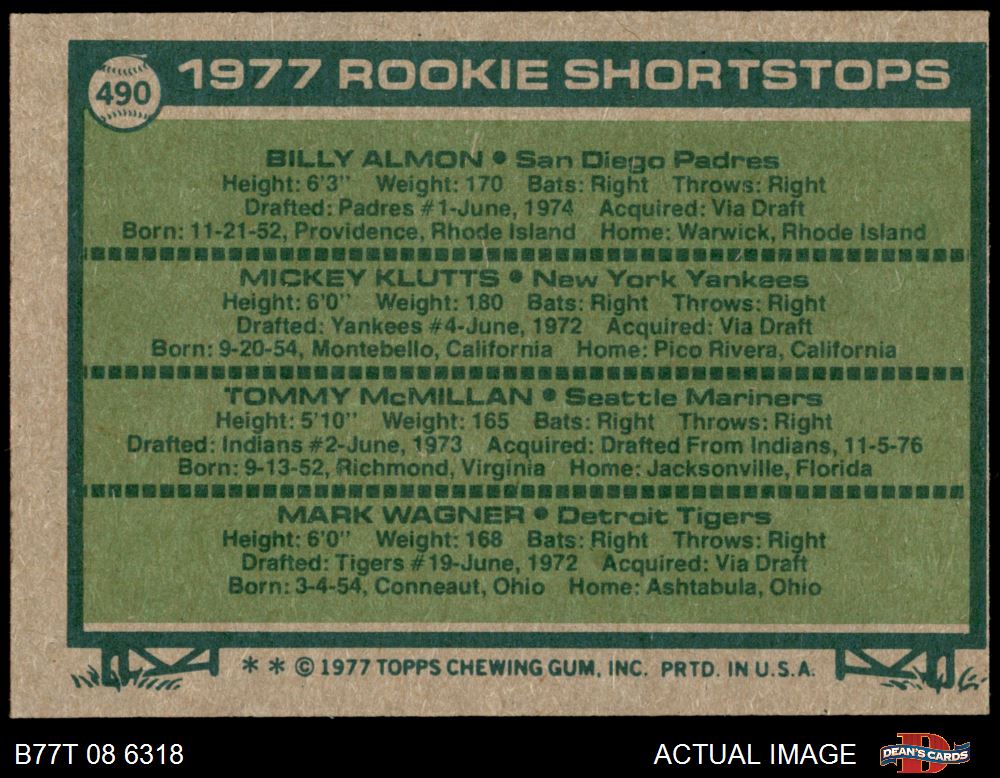 490
1977 ROOKIE SHORTSTOPS
BILLY ALMON • San Diego Padres
Height: 6'3" Weight: 170 Bats: Right Throws: Right
Drafted: Padres #1-June, 1974 Acquired: Via Draft
Born: 11-21-52, Providence, Rhode Island Home: Warwick, Rhode Island
MICKEY KLUTTS • New York Yankees
Height: 6'0" Weight: 180 Bats: Right Throws: Right
Drafted: Yankees #4-June, 1972 Acquired: Via Draft
Born: 9-20-54, Montebello, California Home: Pico Rivera, California
TOMMY McMILLAN • Seattle Mariners
Height: 5'10" Weight: 165 Bats: Right Throws: Right
Drafted: Indians #2-June, 1973 Acquired: Drafted From Indians, 11-5-76
Born: 9-13-52, Richmond, Virginia Home: Jacksonville, Florida
MARK WAGNER • Detroit Tigers
Height: 6'0" Weight: 168 Bats: Right Throws: Right
Drafted: Tigers #19-June, 1972 Acquired: Via Draft
Born: 3-4-54, Conneaut, Ohio Home: Ashtabula, Ohio
* * © 1977 TOPPS CHEWING GUM, INC. PRTD. IN U.S.A.
B77T 08 6318 ACTUAL IMAGE
D
DEAN'S CARDS